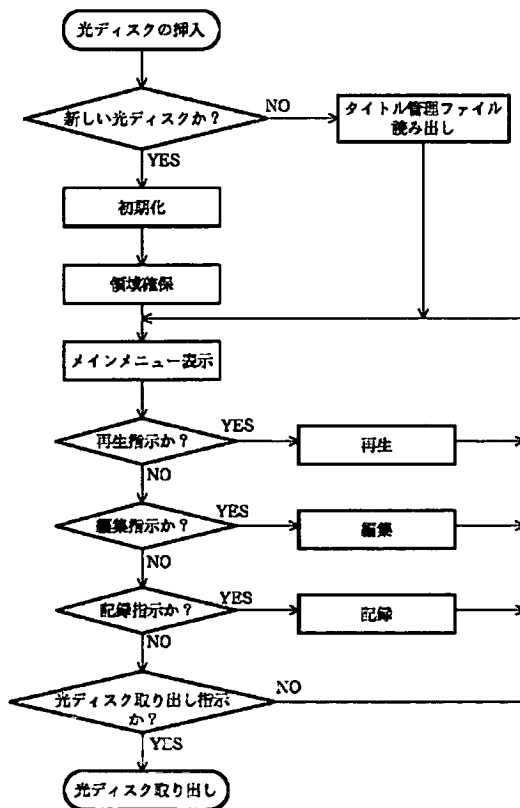 光ディスクの挿入
新しい光ディスクか？
NO
YES
タイトル管理ファイル
読み出し
初期化
領域確保
メインメニュー表示
再生指示か？
YES
再生
NO
編集指示か？
YES
編集
NO
記録指示か？
YES
記録
NO
光ディスク取り出し指示
か？
NO
YES
光ディスク取り出し